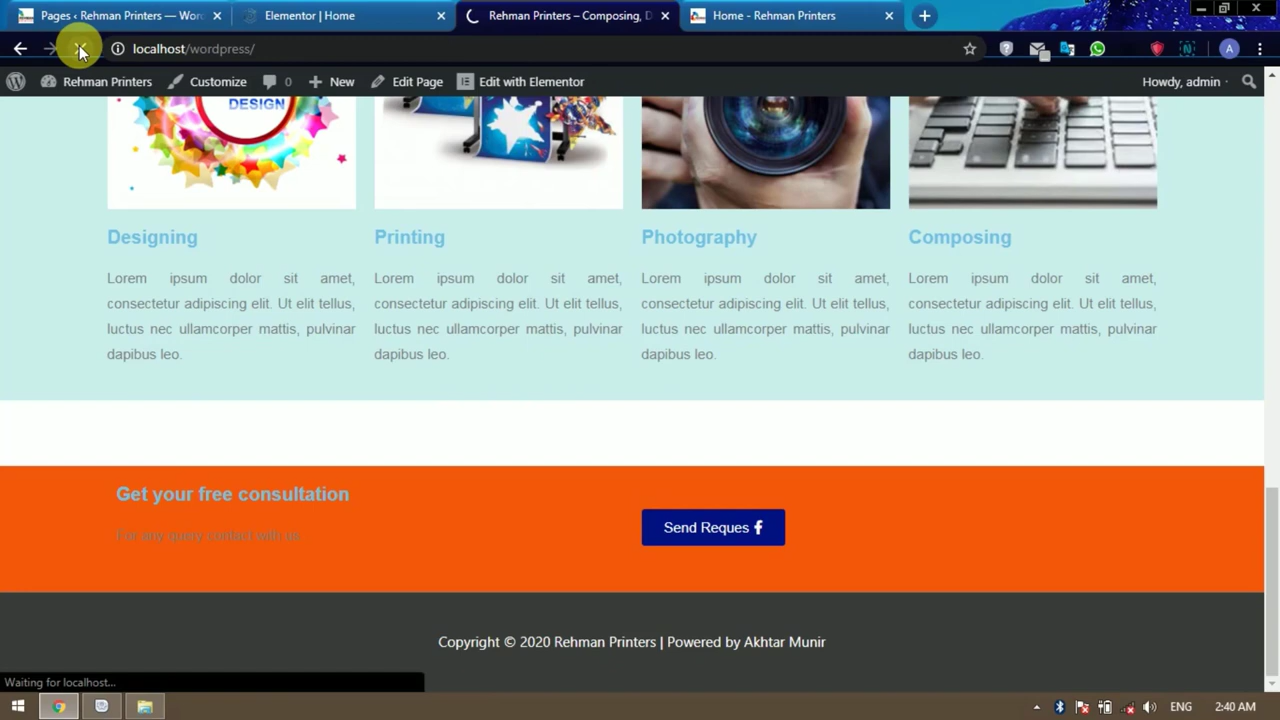 Pages ‹ Rehman Printers — Wor
Elementor | Home
Rehman Printers – Composing, D
Home - Rehman Printers
A
localhost/wordpress/
Rehman Printers
Customize
0
New
Edit Page
Edit with Elementor
Howdy, admin
DESIGN
Designing
Printing
Photography
Composing
Lorem ipsum dolor sit amet, consectetur adipiscing elit. Ut elit tellus, luctus nec ullamcorper mattis, pulvinar dapibus leo.
Lorem ipsum dolor sit amet, consectetur adipiscing elit. Ut elit tellus, luctus nec ullamcorper mattis, pulvinar dapibus leo.
Lorem ipsum dolor sit amet, consectetur adipiscing elit. Ut elit tellus, luctus nec ullamcorper mattis, pulvinar dapibus leo.
Lorem ipsum dolor sit amet, consectetur adipiscing elit. Ut elit tellus, luctus nec ullamcorper mattis, pulvinar dapibus leo.
Get your free consultation
For any query contact with us
Send Reques
Copyright © 2020 Rehman Printers | Powered by Akhtar Munir
Waiting for localhost...
ENG
2:40 AM